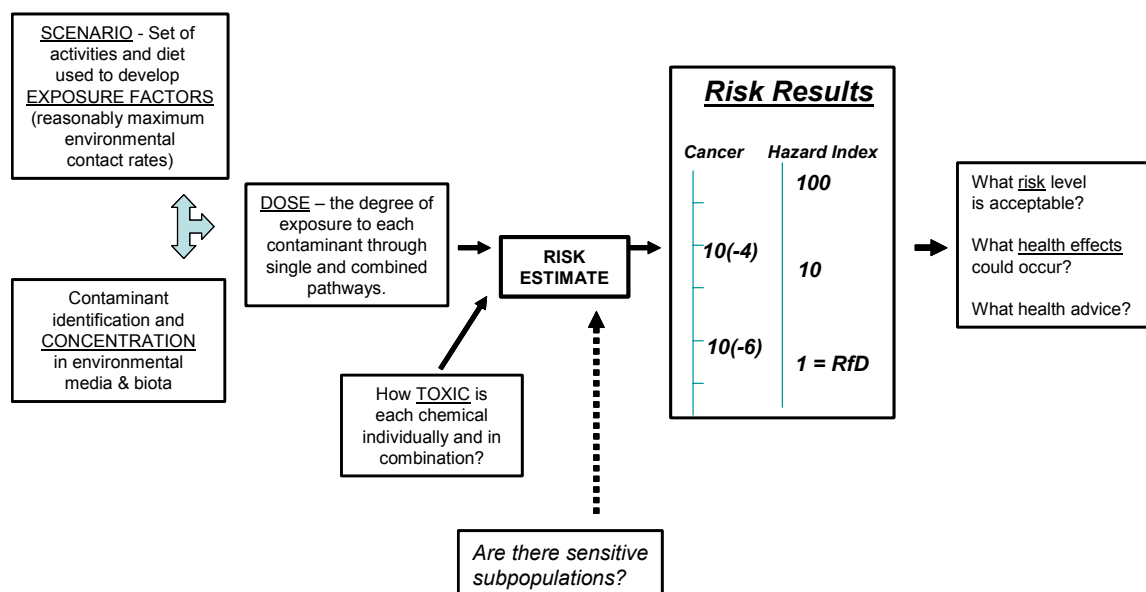 SCENARIO - Set of
activities and diet
used to develop
EXPOSURE FACTORS
(reasonably maximum
environmental
contact rates)
Contaminant
identification and
CONCENTRATION
in environmental
media & biota
DOSE – the degree of
exposure to each
contaminant through
single and combined
pathways.
How TOXIC is
each chemical
individually and in
combination?
RISK
ESTIMATE
Are there sensitive
subpopulations?
Risk Results
Cancer Hazard Index
100
10(-4)
10
10(-6)
1 = RfD
What risk level
is acceptable?
What health effects
could occur?
What health advice?